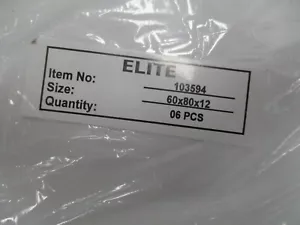 ELITE
Item No: 103594
Size: 60x80x12
Quantity: 06 PCS